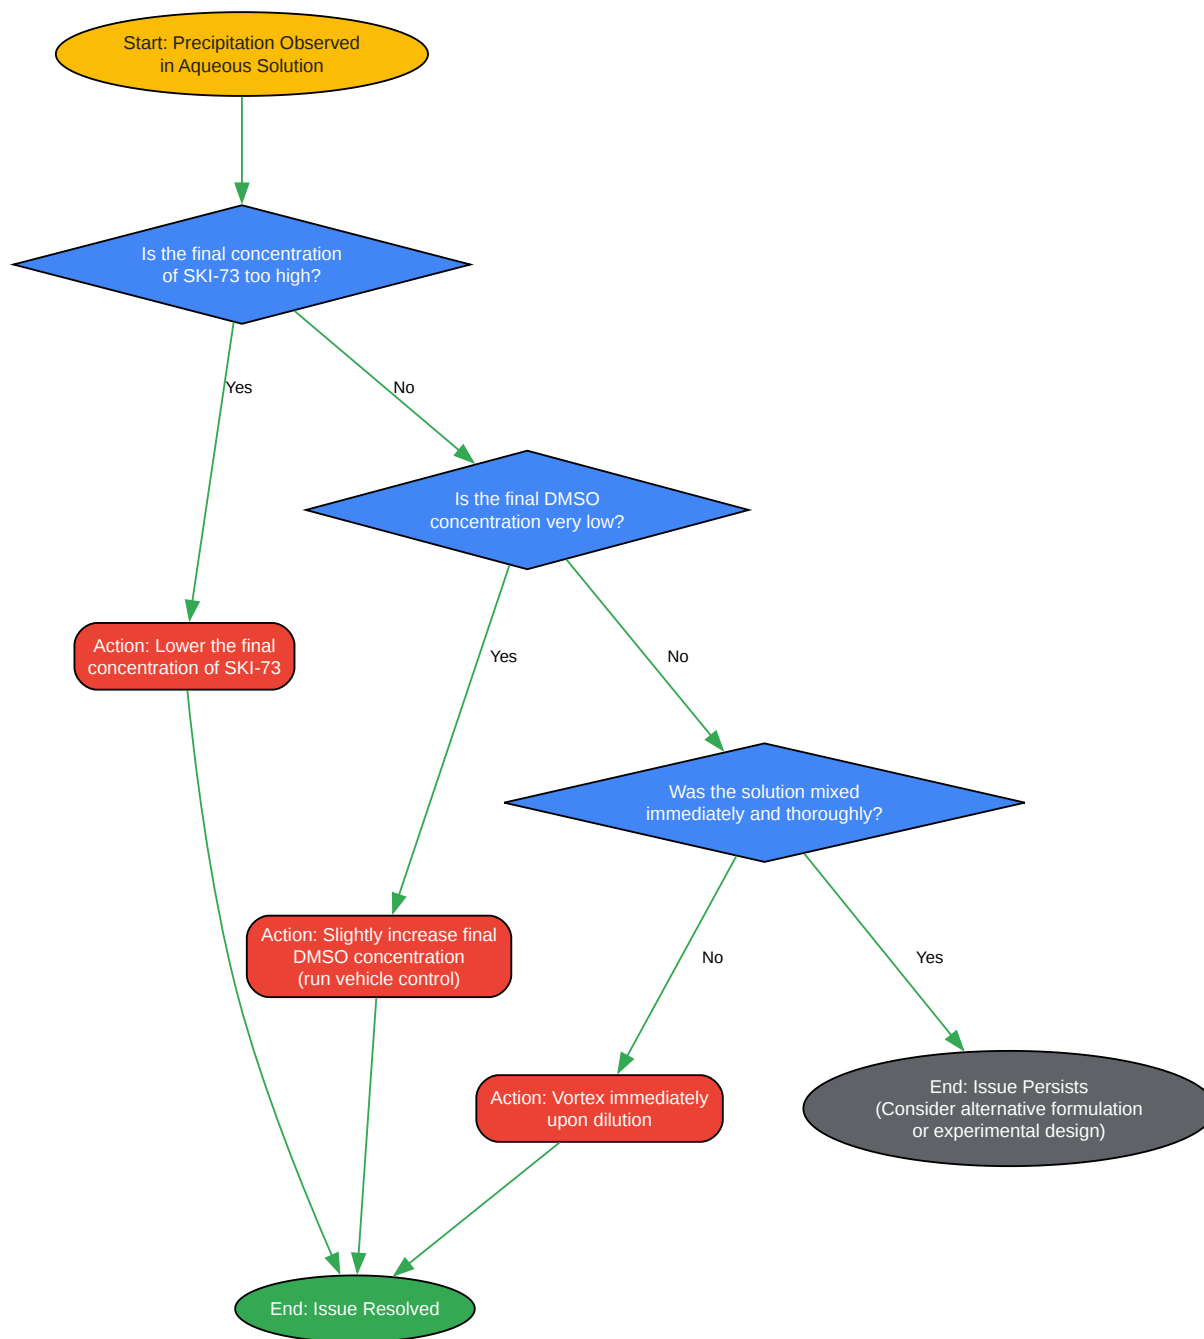 Start: Precipitation Observed
in Aqueous Solution
Is the final concentration
of SKI-73 too high?
Yes
No
Is the final DMSO
concentration very low?
Action: Lower the final
concentration of SKI-73
Yes
No
Was the solution mixed
immediately and thoroughly?
Action: Slightly increase final
DMSO concentration
(run vehicle control)
No
Yes
Action: Vortex immediately
upon dilution
End: Issue Persists
(Consider alternative formulation
or experimental design)
End: Issue Resolved